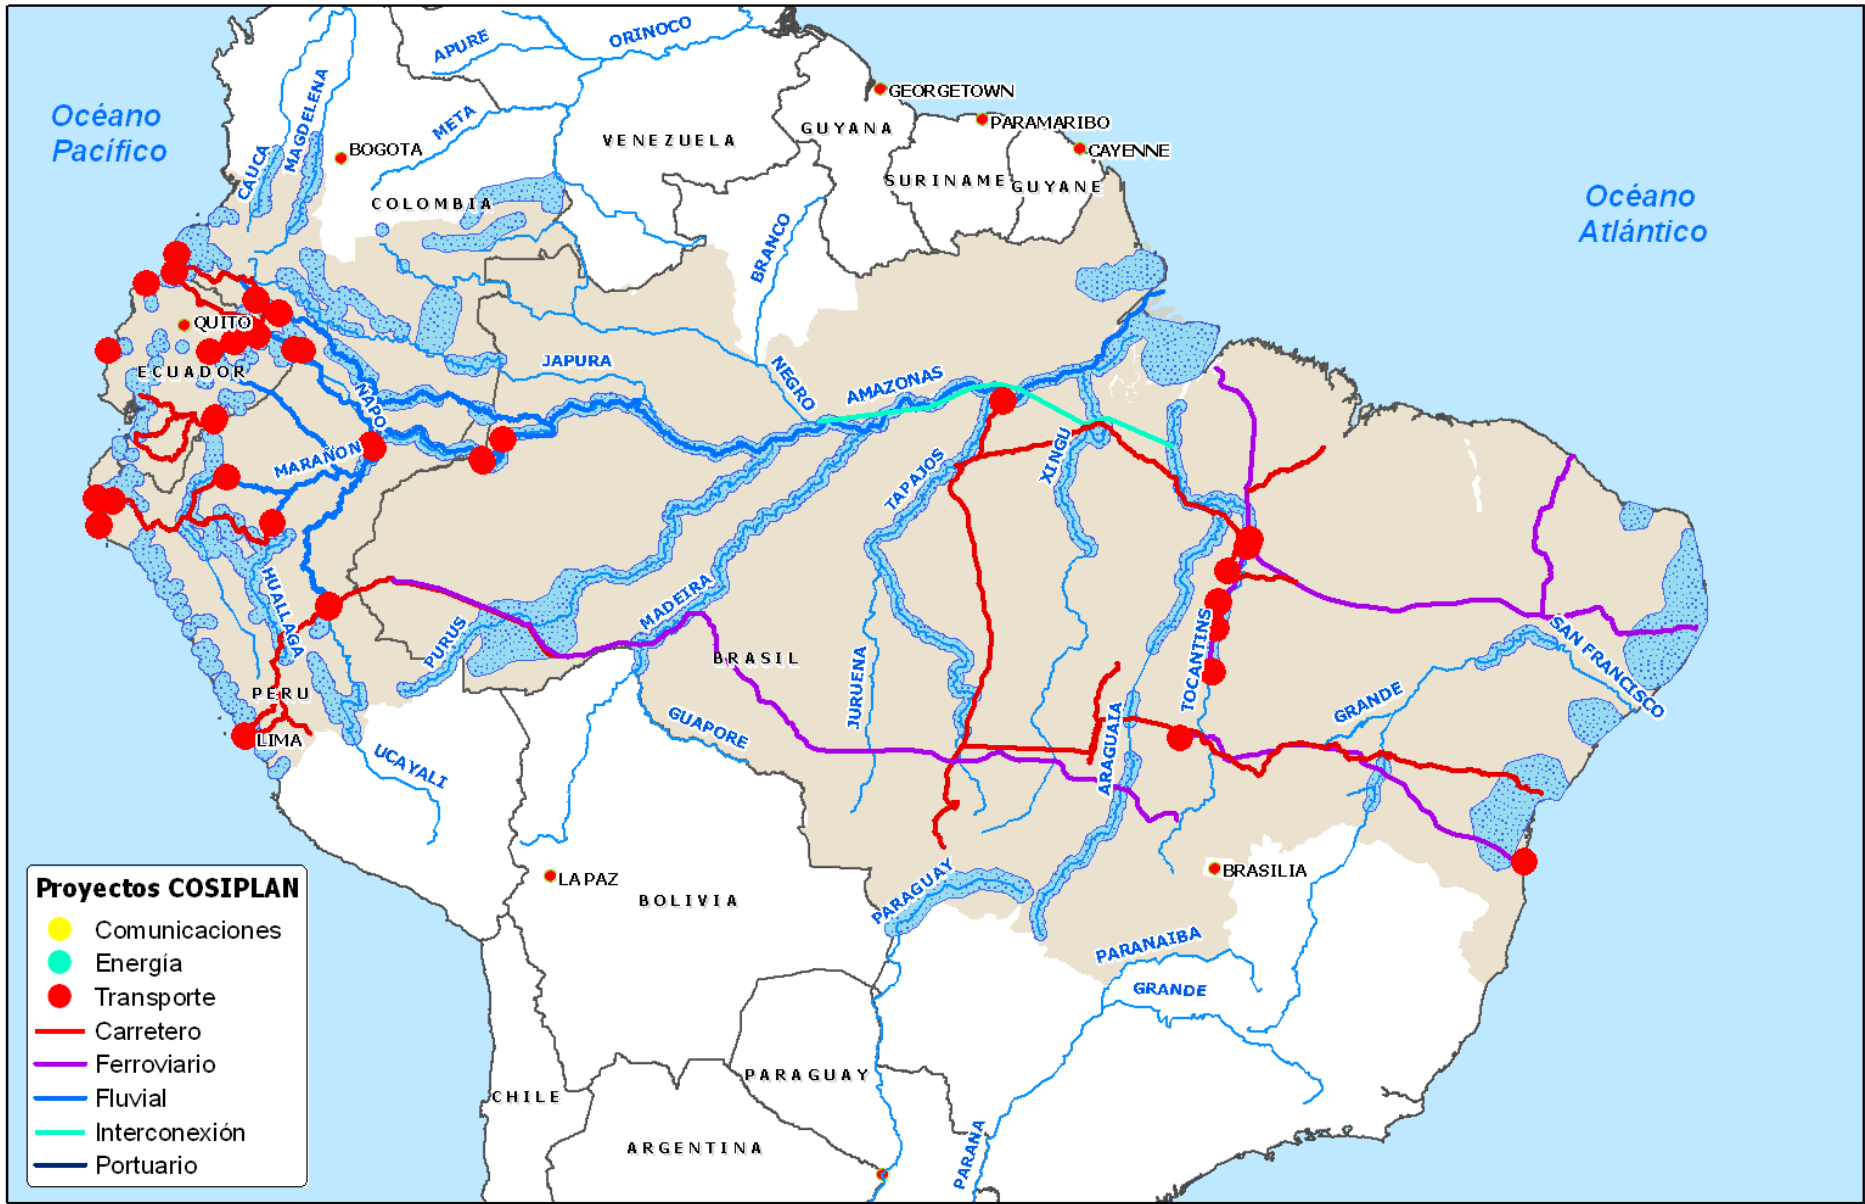 ORINOCO
APURE
MAGDELENA
GEORGETOWN
Océano
Pacífico
META
PARAMARIBO
GUYANA
VENEZUELA
BOGOTA
CAYENNE
CAUCA
SURINAME
GUYANE
COLOMBIA
Océano
Atlántico
BRANCO
QUITO
JAPURA
ECUADOR
NEGRO
AMAZONAS
NAPO
MARAÑON
XINGU
TAPAJOS
HUALLAGA
MADEIRA
PURUS
SAN FRANCISCO
TOCANTINS
BRASIL
JURUENA
PERU
GRANDE
GUAPORE
LIMA
ARAGUAIA
UCAYALI
LA PAZ
BRASILIA
BOLIVIA
PARAGUAY
PARANAIBA
GRANDE
PARAGUAY
CHILE
ARGENTINA
PARANA
Proyectos COSIPLAN
Comunicaciones
Energía
Transporte
Carretero
Ferroviario
Fluvial
Interconexión
Portuario